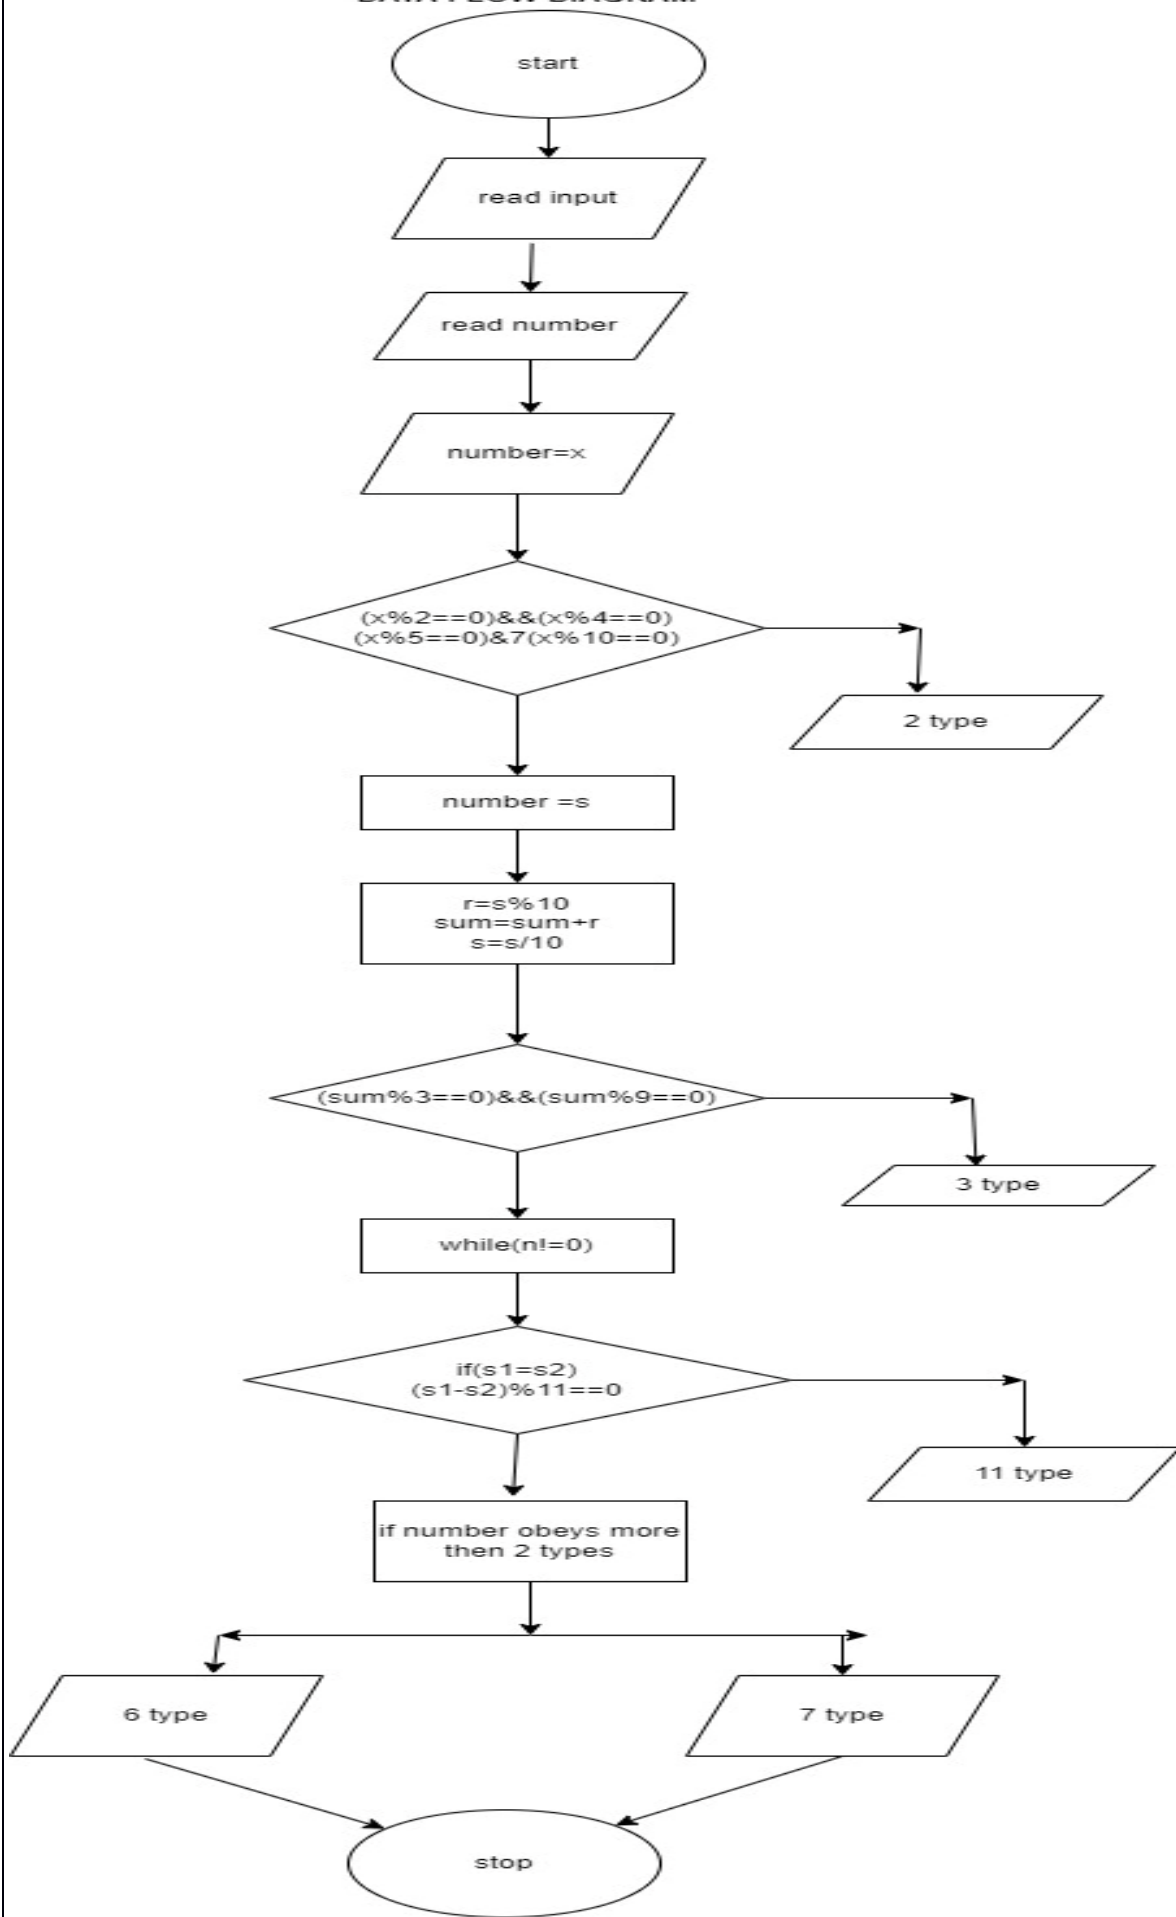 start
read input
read number
number=x
(x%2==0)&&(x%4==0)
(x%5==0)&7(x%10==0)
2 type
number =s
r=s%10
sum=sum+r
s=s/10
(sum%3==0)&&(sum%9==0)
3 type
while(n!=0)
if(s1=s2)
(s1-s2)%11==0
11 type
if number obeys more
then 2 types
6 type
7 type
stop